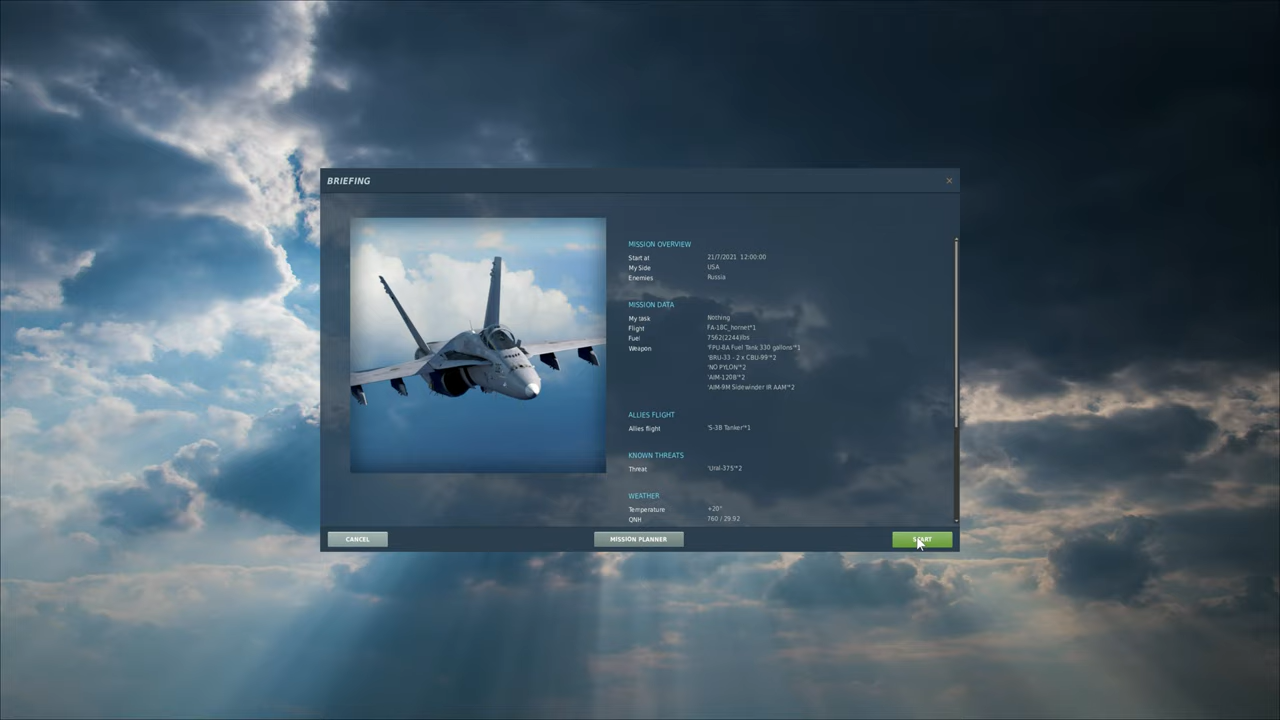 BRIEFING
×
MISSION OVERVIEW
Start at 21/7/2021 12:00:00
My Side USA
Enemies Russia
MISSION DATA
My task Nothing
Flight FA-18C_hornet*1
Fuel 7562(2244)lbs
Weapon 'FPU-8A Fuel Tank 330 gallons'*1
'BRU-33 - 2 x CBU-99'*2
'NO PYLON'*2
'AIM-120B'*2
'AIM-9M Sidewinder IR AAM'*2
ALLIES FLIGHT
Allies flight 'S-3B Tanker'*1
KNOWN THREATS
Threat 'Ural-375'*2
WEATHER
Temperature +20°
QNH 760 / 29.92
CANCEL MISSION PLANNER START